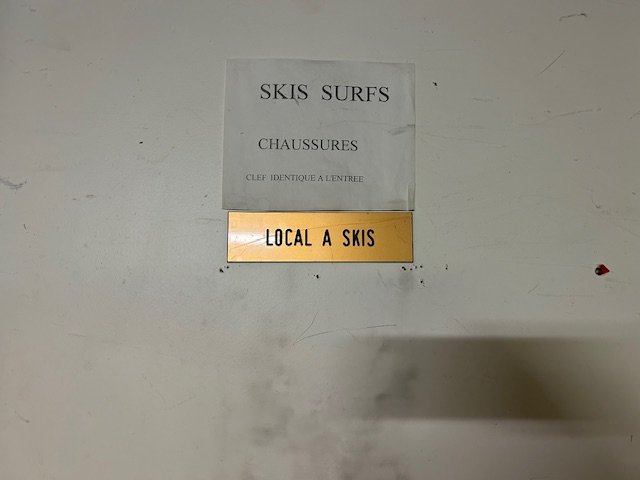 SKIS SURFS
CHAUSSURES
CLEF IDENTIQUE A L'ENTREE
LOCAL A SKIS